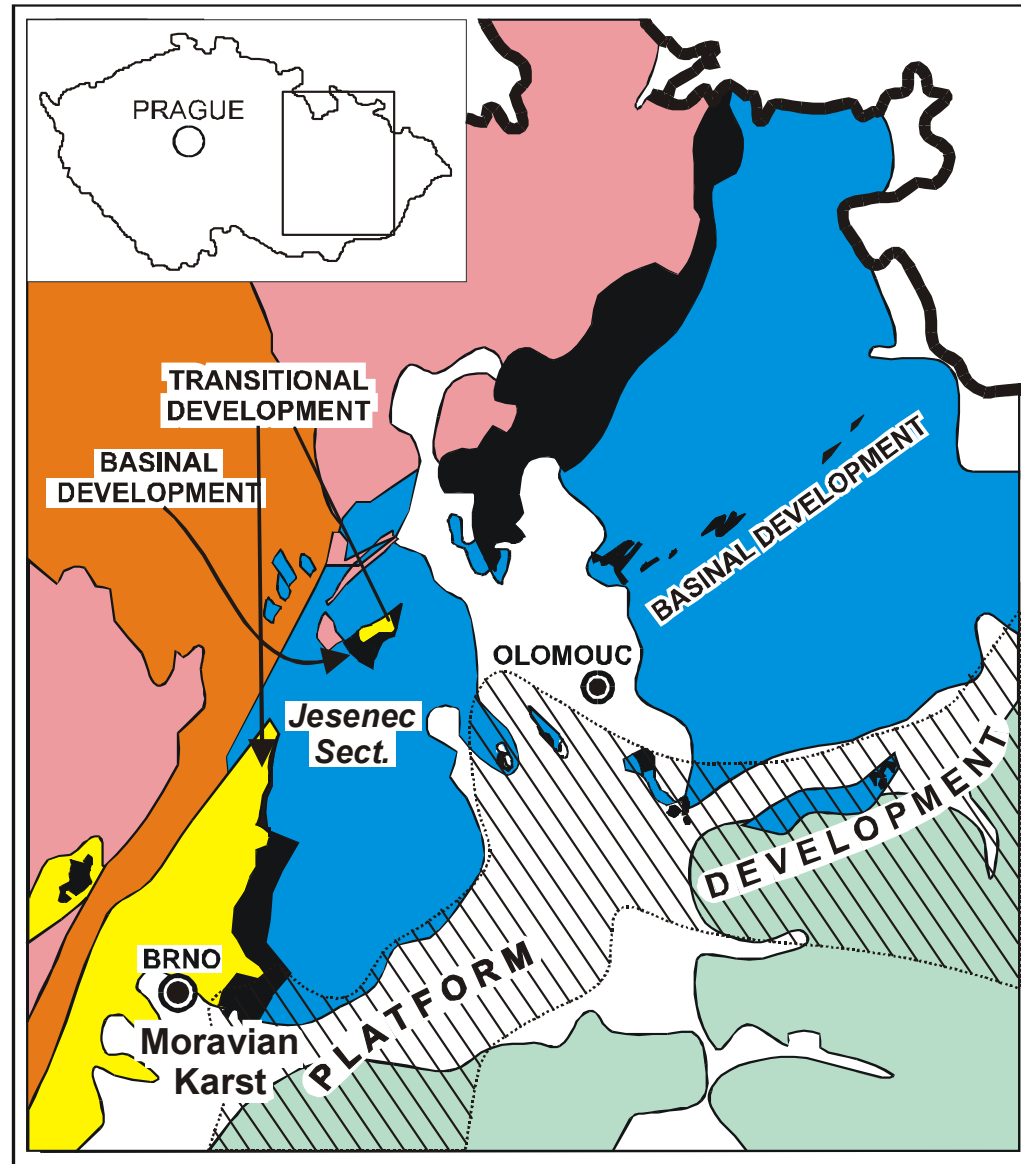 PRAGUE
TRANSITIONAL
DEVELOPMENT
BASINAL
DEVELOPMENT
BASINAL DEVELOPMENT
OLOMOUC
Jesenec
Sect.
PLATFORM DEVELOPMENT
BRNO
Moravian
Karst